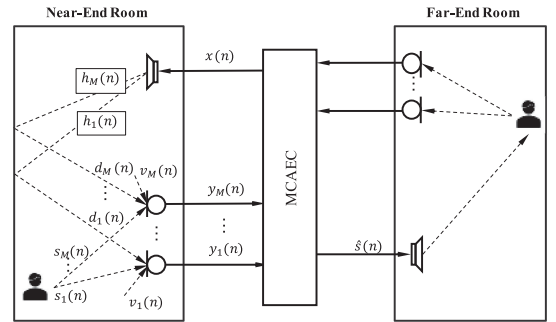 Near-End Room
Far-End Room
x(n)
h_M(n)
h_1(n)
d_M(n)
v_M(n)
y_M(n)
MCAEC
⋮
d_1(n)
⋮
⋮
y_1(n)
ŝ(n)
s_M(n)
⋮
s_1(n)
v_1(n)